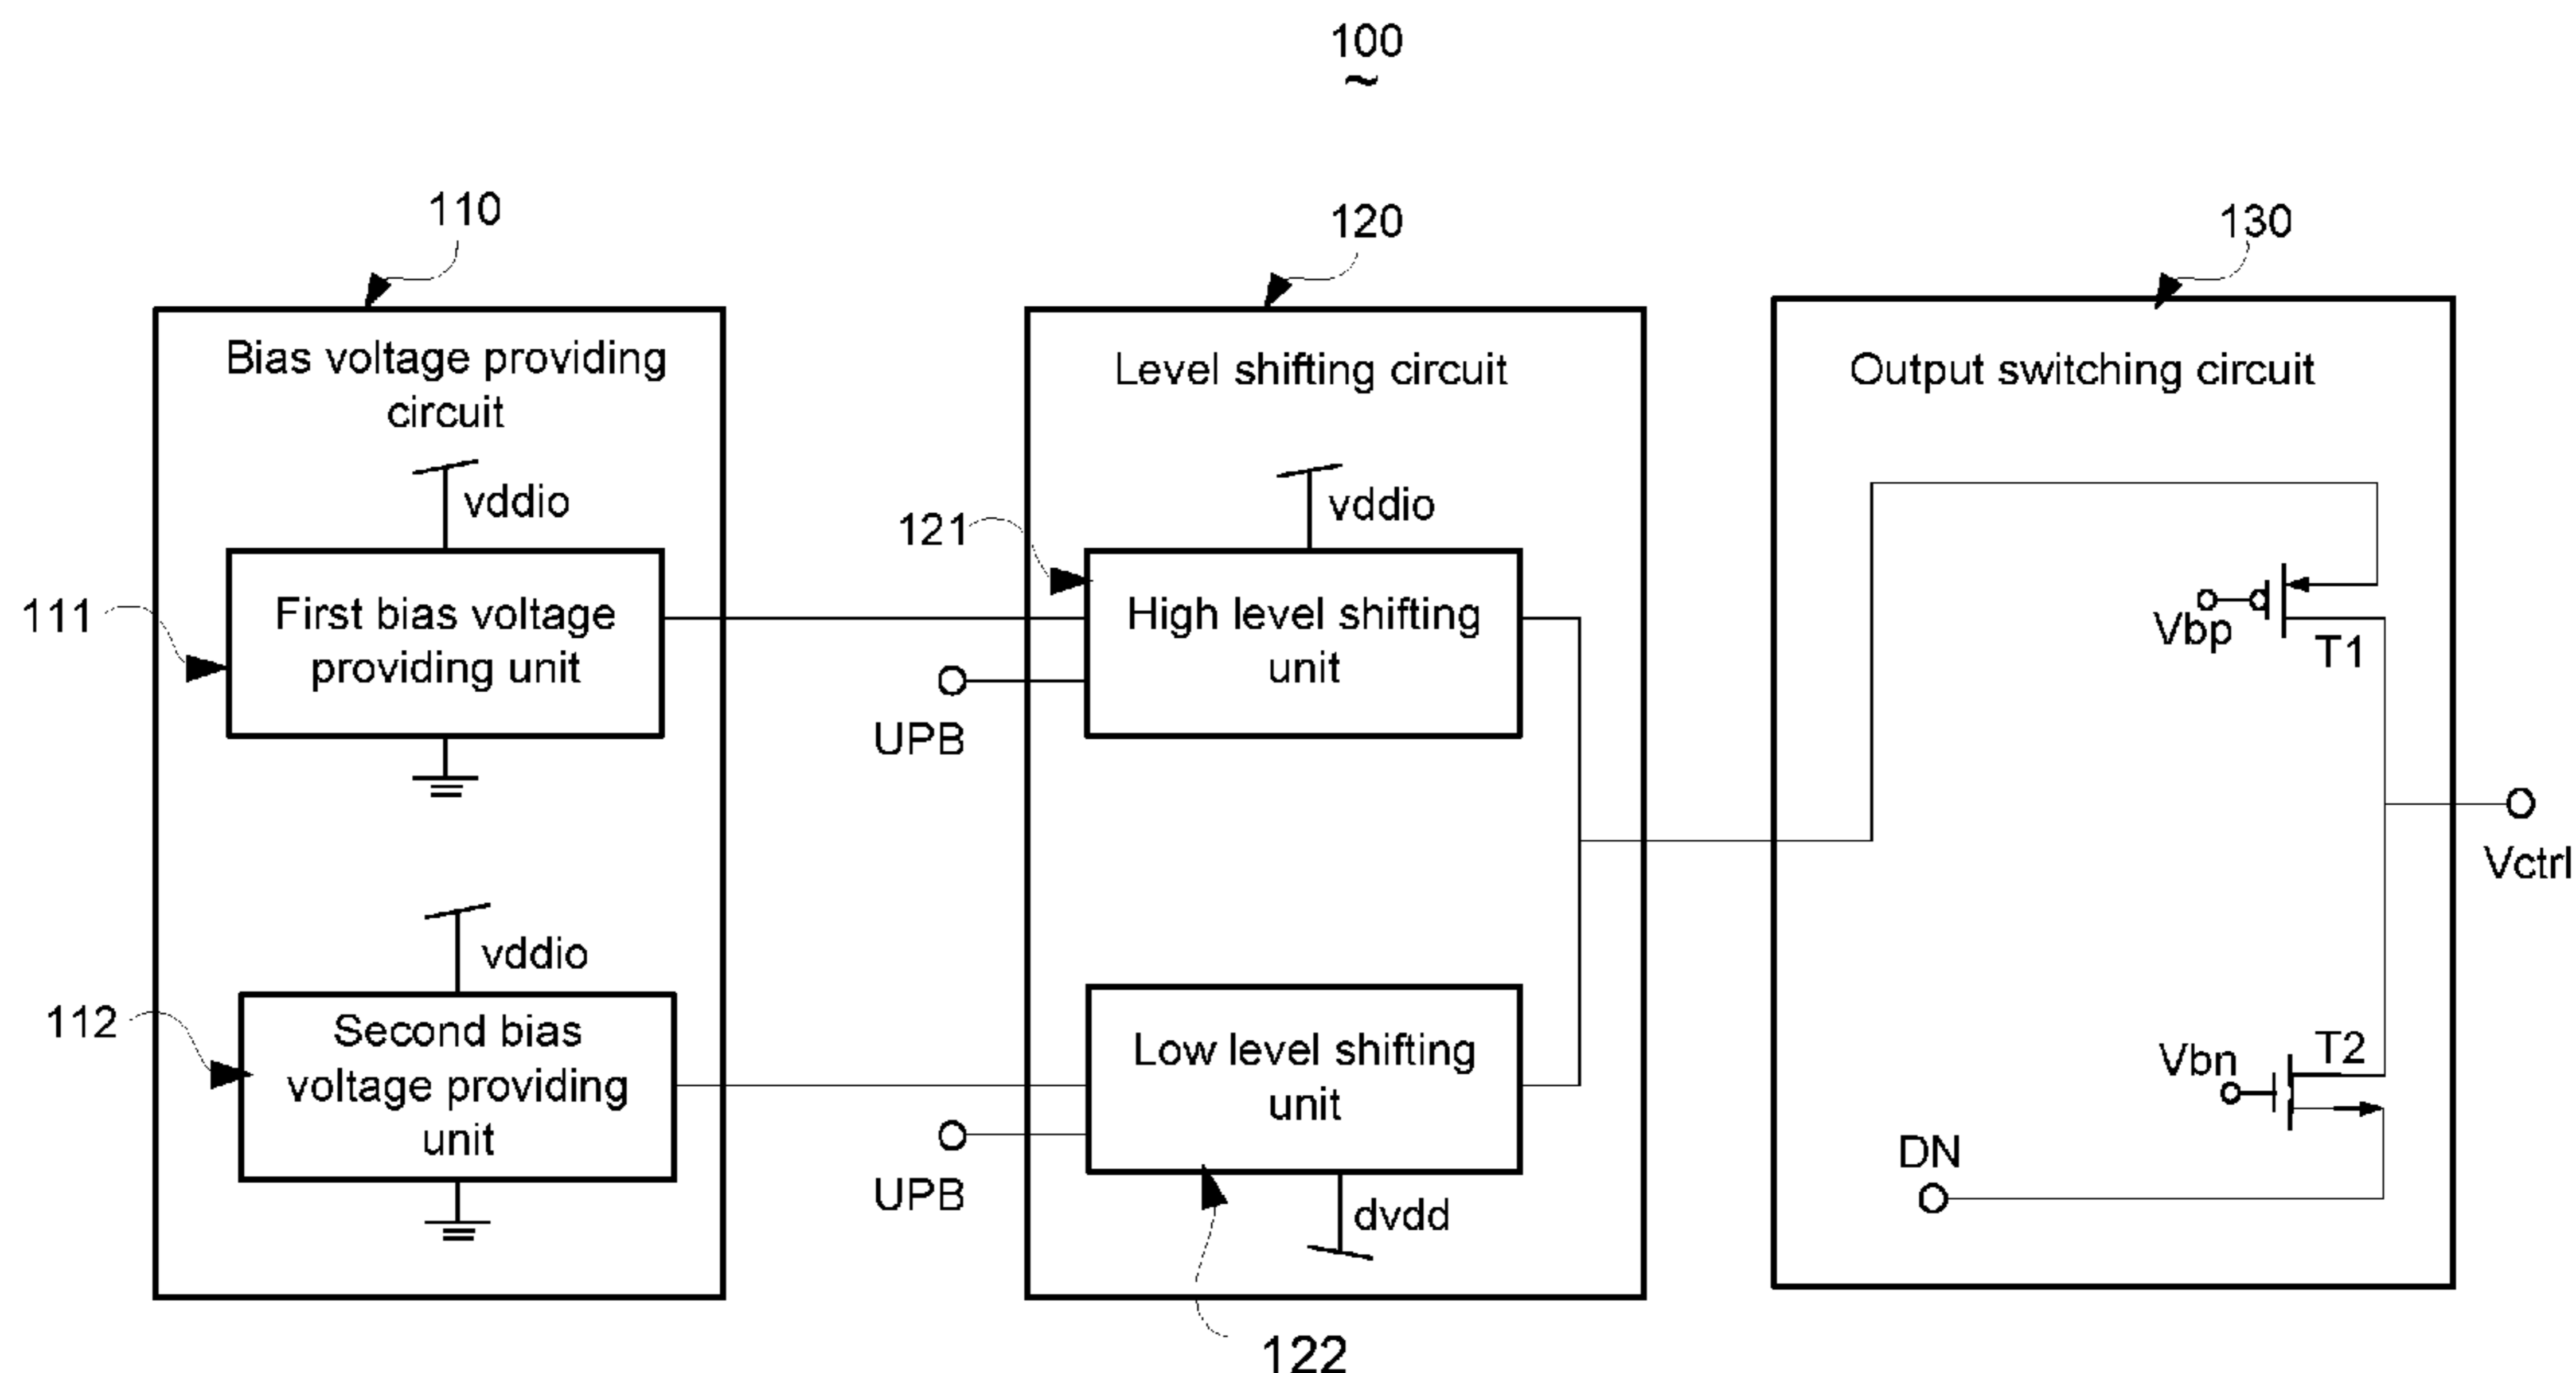 100
~
110
120
130
Bias voltage providing
circuit
Level shifting circuit
Output switching circuit
vddio
vddio
121
111
First bias voltage
providing unit
High level shifting
unit
Vbp
T1
UPB
Vctrl
vddio
112
Second bias
voltage providing
unit
Low level shifting
unit
Vbn
T2
DN
UPB
dvdd
122